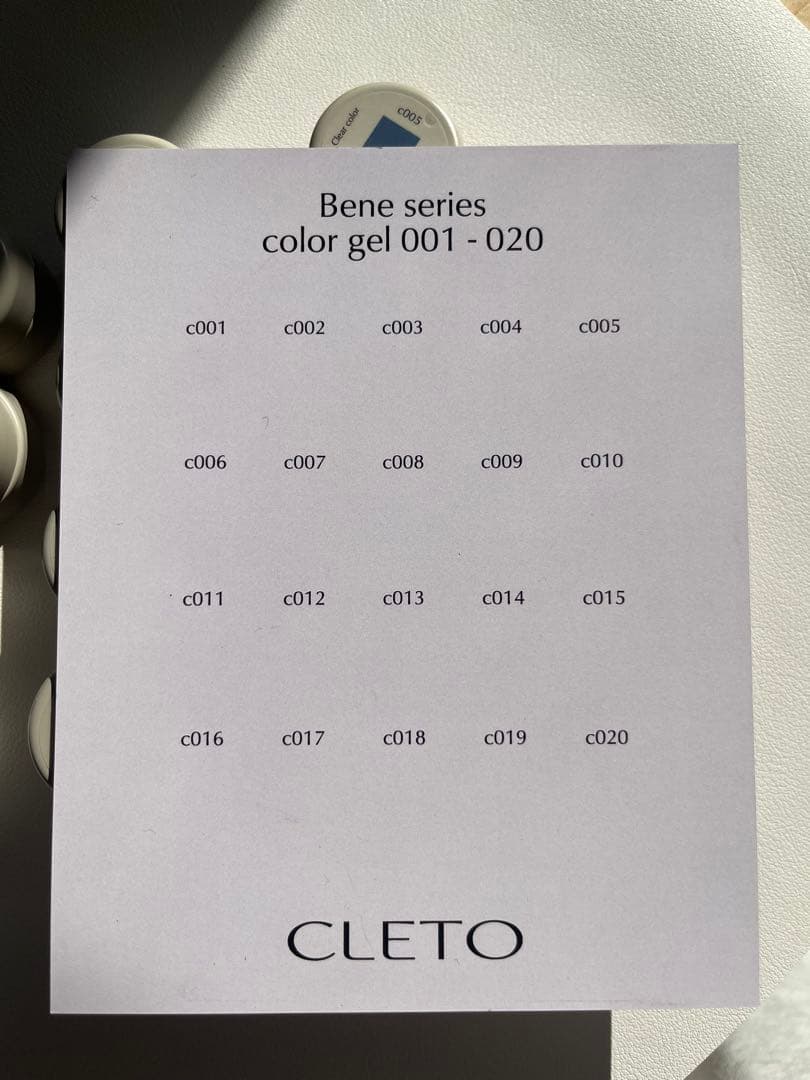 Clear color
c005
Bene series
color gel 001 - 020
c001 c002 c003 c004 c005
c006 c007 c008 c009 c010
c011 c012 c013 c014 c015
c016 c017 c018 c019 c020
CLETO